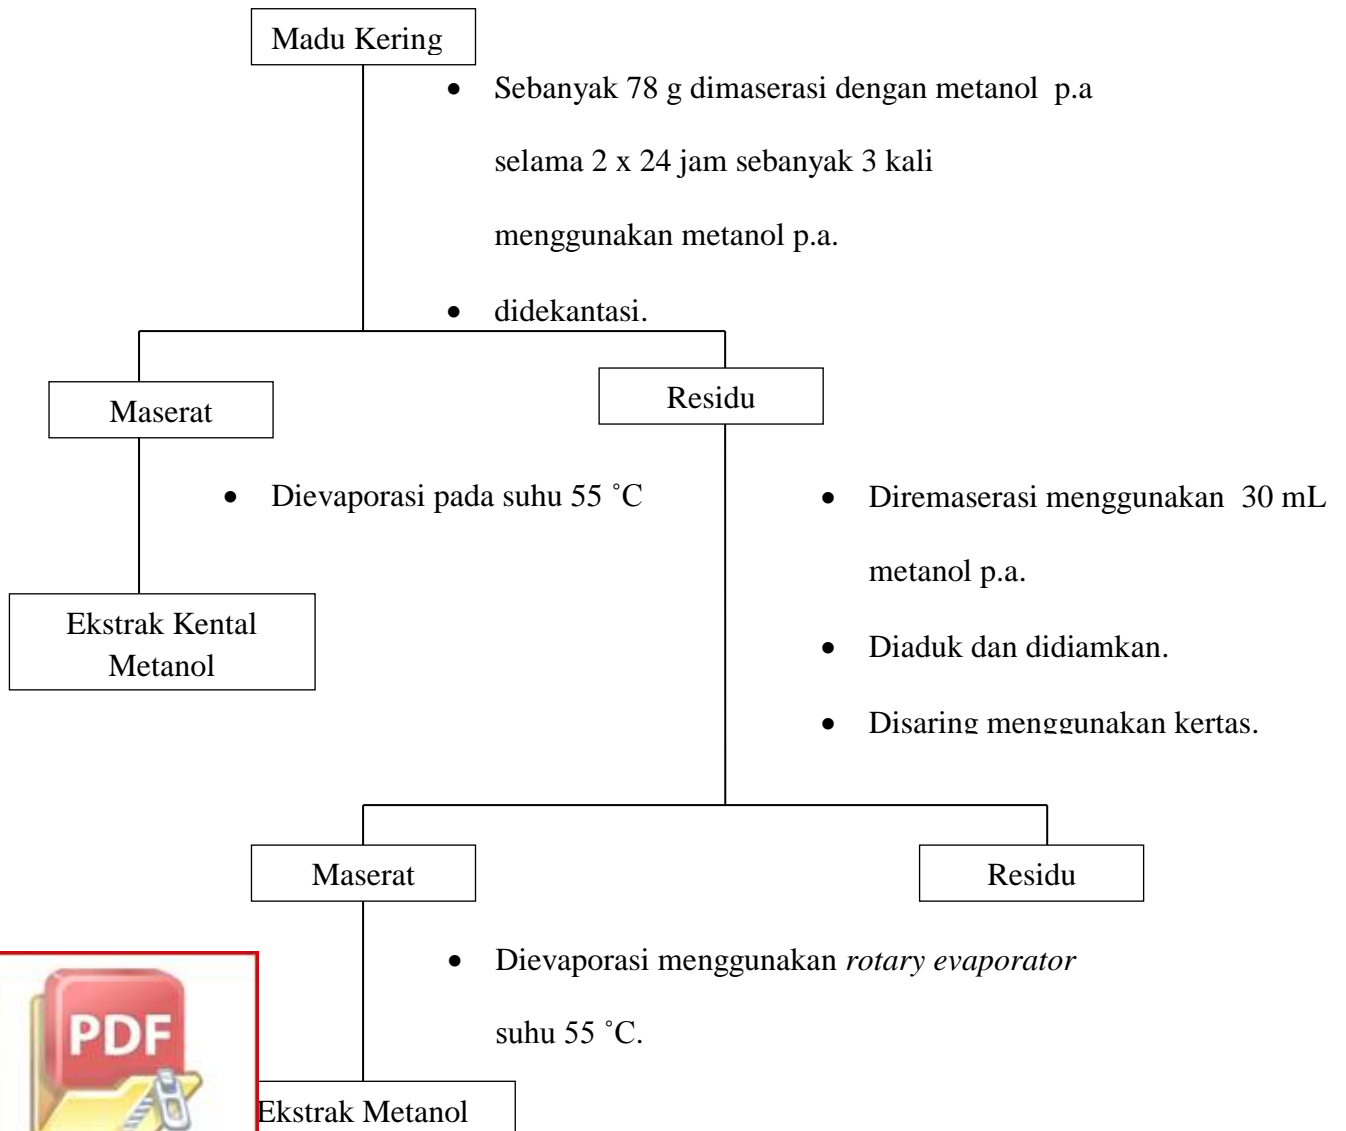 Madu Kering
• Sebanyak 78 g dimaserasi dengan metanol p.a
selama 2 x 24 jam sebanyak 3 kali
menggunakan metanol p.a.
• didekantasi.
Maserat
Residu
• Dievaporasi pada suhu 55 ˚C
• Diremaserasi menggunakan 30 mL
metanol p.a.
• Diaduk dan didiamkan.
• Disaring menggunakan kertas.
Ekstrak Kental
Metanol
Maserat
Residu
• Dievaporasi menggunakan rotary evaporator
suhu 55 ˚C.
PDF
Ekstrak Metanol